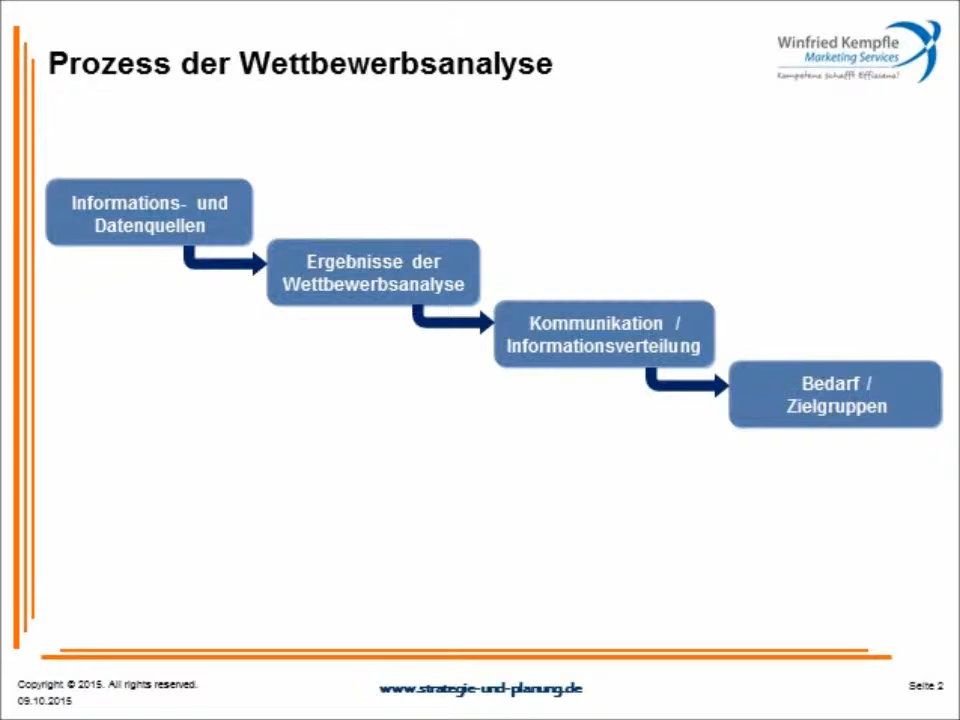 Prozess der Wettbewerbsanalyse
Winfried Kempfle
Marketing Services
Kompetenz schafft Effizienz!
Informations- und
Datenquellen
Ergebnisse der
Wettbewerbsanalyse
Kommunikation /
Informationsverteilung
Bedarf /
Zielgruppen
Copyright © 2015. All rights reserved.
09.10.2015
www.strategie-und-planung.de
Seite 2